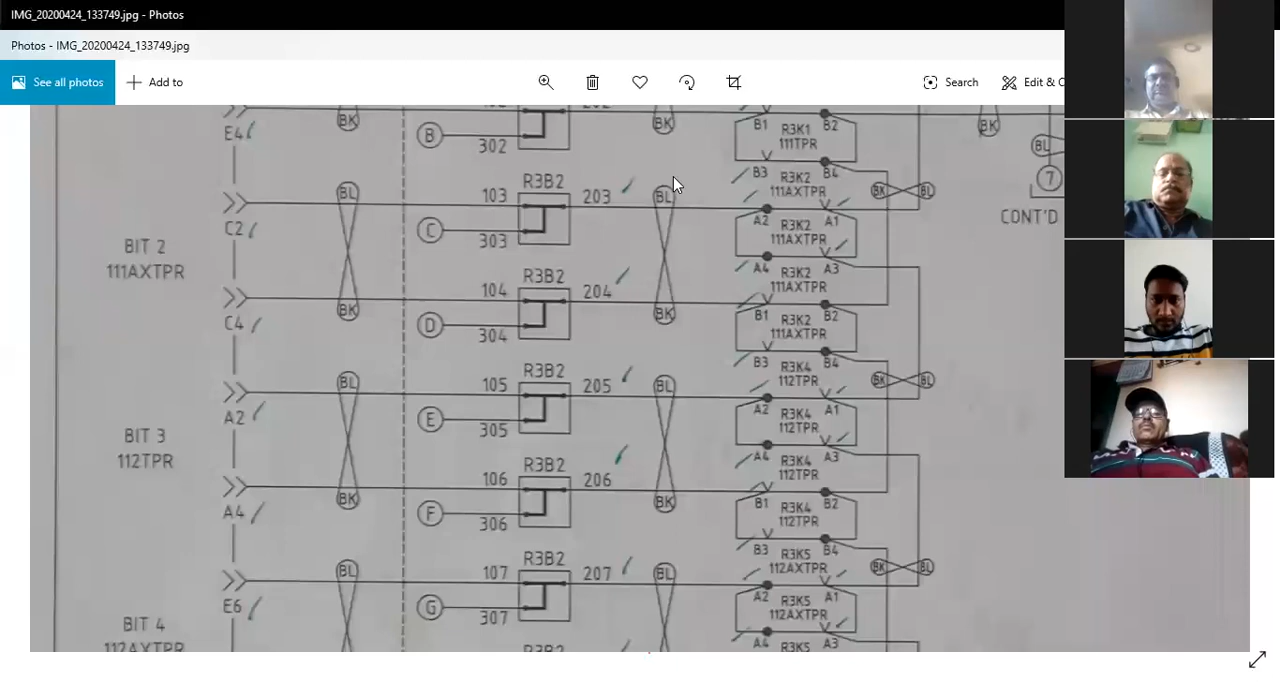 IMG_20200424_133749.jpg - Photos
Photos - IMG_20200424_133749.jpg
See all photos
Add to
Search
Edit & C
E4
BK
B
302
BK
B1
B2
R3K1
111TPR
B3
B4
BK
BL
7
CONT'D
BIT 2
111AXTPR
C2
C4
BL
BK
C
103
303
R3B2
203
D
104
304
R3B2
204
BL
BK
R3K2
111AXTPR
A2
A1
R3K2
111AXTPR
A4
A3
R3K2
111AXTPR
B1
B2
R3K2
111AXTPR
B3
B4
BK
BL
BIT 3
112TPR
A2
A4
BL
BK
E
105
305
R3B2
205
F
106
306
R3B2
206
BL
BK
R3K4
112TPR
A2
A1
R3K4
112TPR
A4
A3
R3K4
112TPR
B1
B2
R3K4
112TPR
B3
B4
BK
BL
BIT 4
112AXTPR
E6
BL
G
107
307
R3B2
207
BL
R3K5
112AXTPR
A2
A1
R3K5
112AXTPR
A4
A3
R3K5
R3B2
BK
BL